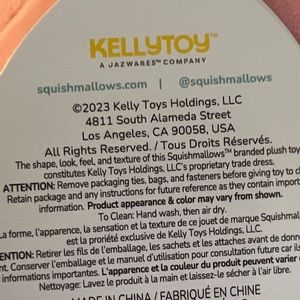 KELLYTOY™
A JAZWARES™ COMPANY
squishmallows.com | @squishmallows
©2023 Kelly Toys Holdings, LLC
4811 South Alameda Street
Los Angeles, CA 90058, USA
All Rights Reserved. / Tous Droits Réservés.
The shape, look, feel, and texture of this Squishmallows™ branded plush toy
constitutes Kelly Toys Holdings, LLC's proprietary trade dress.
ATTENTION: Remove packaging ties, bags, and fasteners before giving toy to
Retain package and any instructions for future reference as they contain import
Product appearance & color may vary from shown.
To Clean: Hand wash, then air dry.
La forme, l'apparence, la sensation et la texture de ce jouet de marque Squishmall
est la proriété exclusive de Kelly Toys Holdings, LLC.
ENTION: Retirer les fils de l'emballage, les sachets et les attaches avant de donner
nt. Conserver l'emballage et le manuel d'utilisation pour consultation future car ils
informations importantes. L'apparence et la couleur du produit peuvent varier
Nettoyage: Lavez le produit à la main et laissez-le sécher à l'air libre.
MADE IN CHINA / FABRIQUÉ EN CHINE